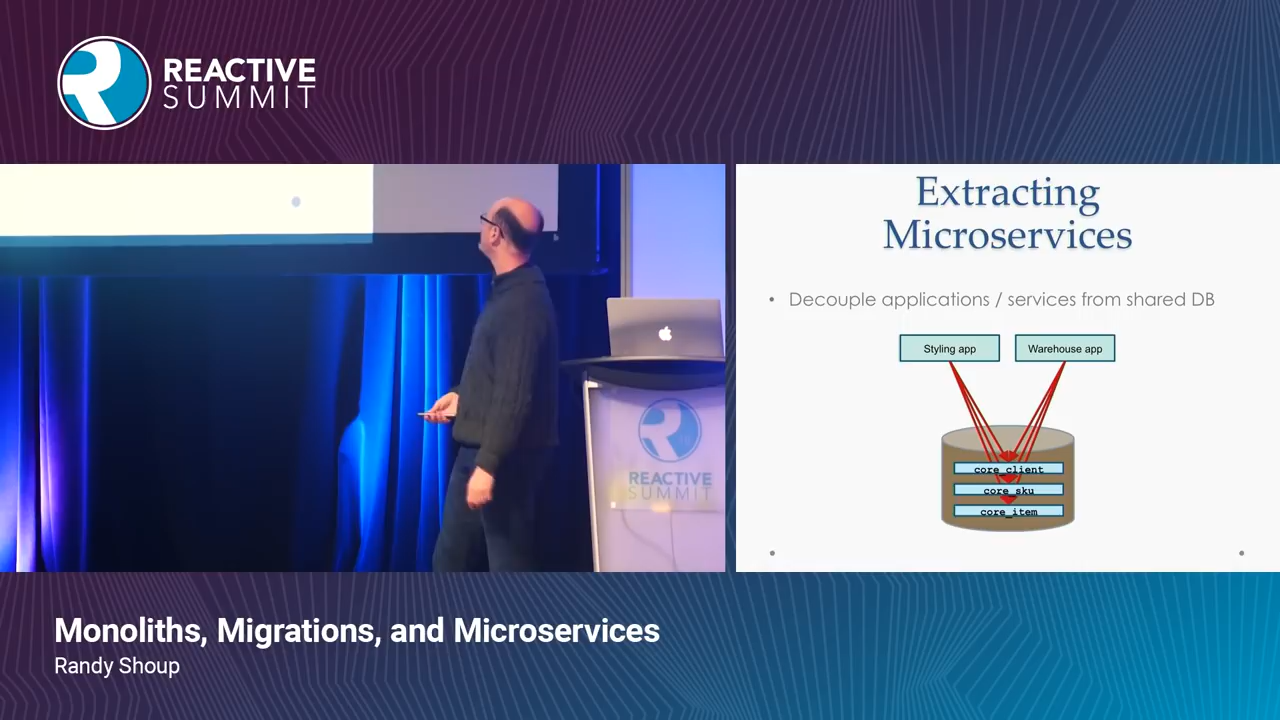 REACTIVE
SUMMIT
Extracting
Microservices
• Decouple applications / services from shared DB
Styling app
Warehouse app
core_client
core_sku
core_item
REACTIVE
SUMMIT
Monoliths, Migrations, and Microservices
Randy Shoup